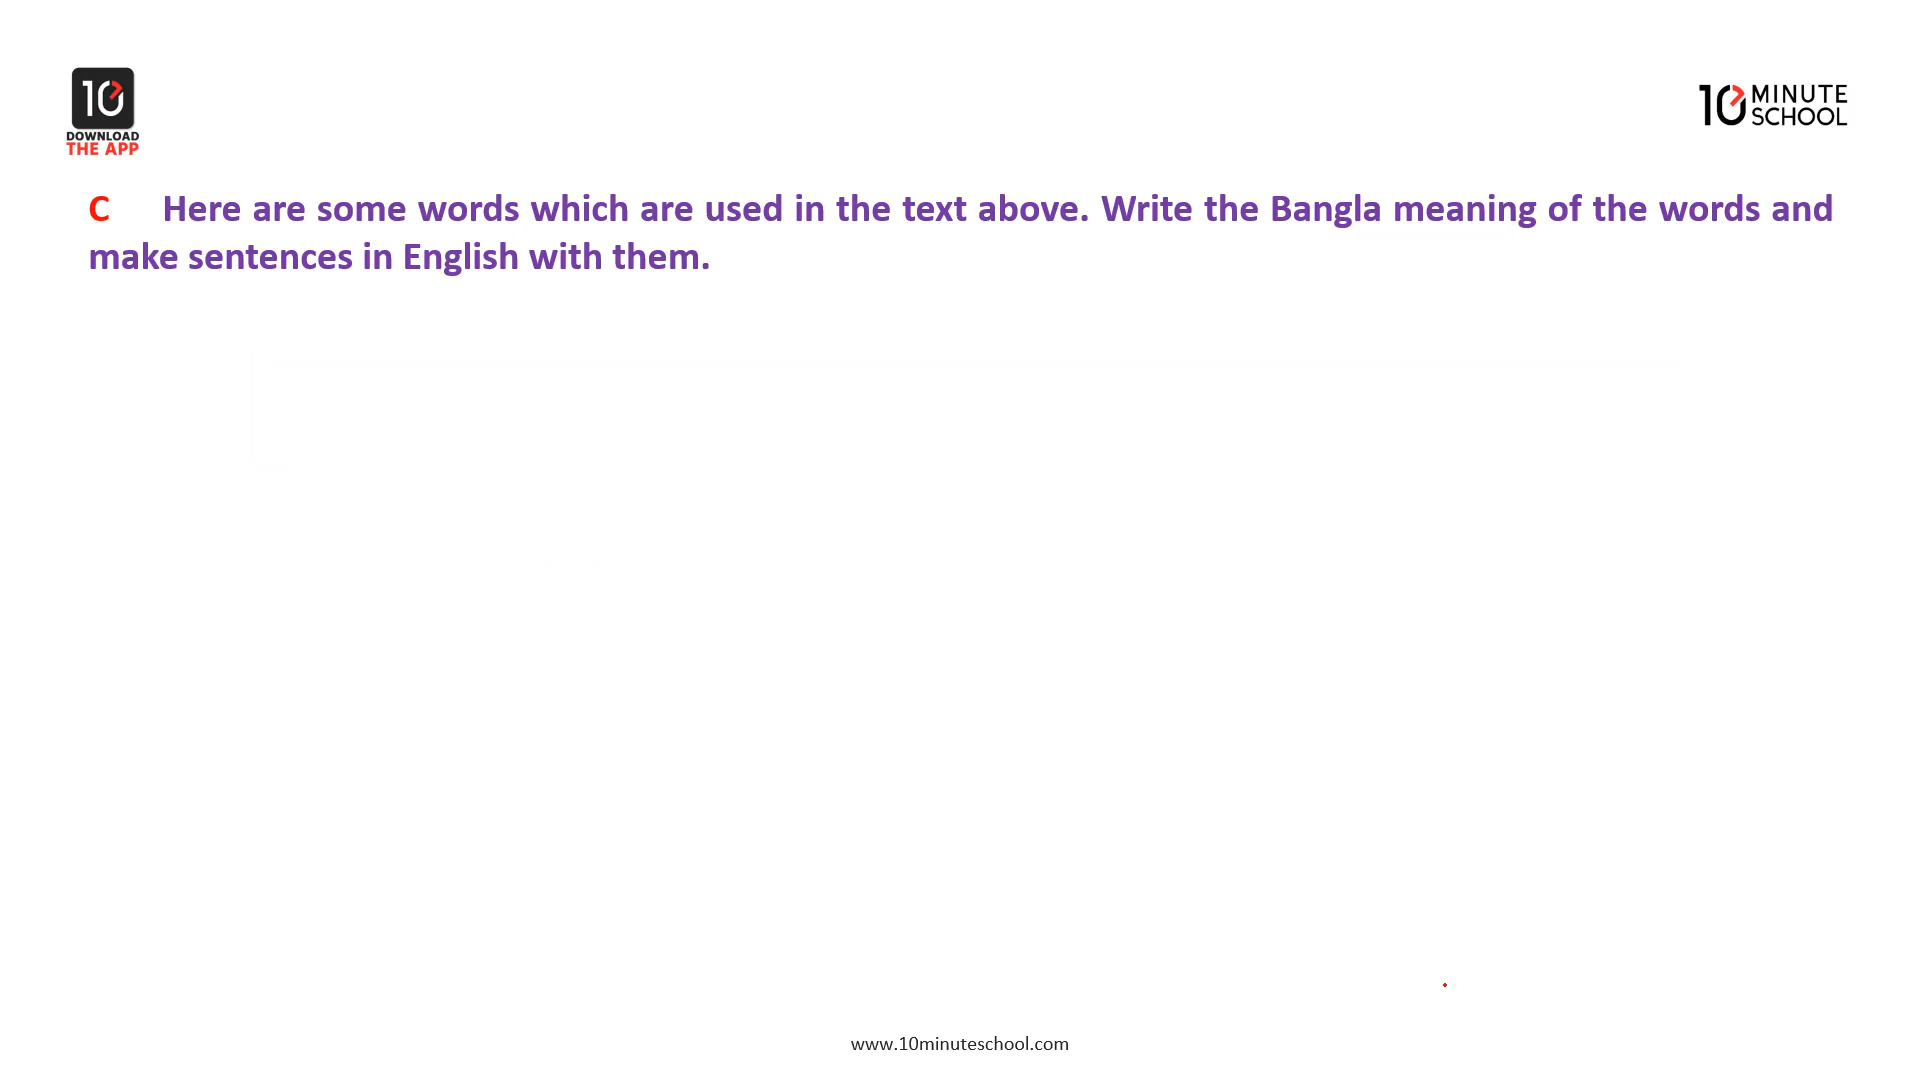 10
DOWNLOAD
THE APP
10 MINUTE
SCHOOL
C Here are some words which are used in the text above. Write the Bangla meaning of the words and
make sentences in English with them.
www.10minuteschool.com